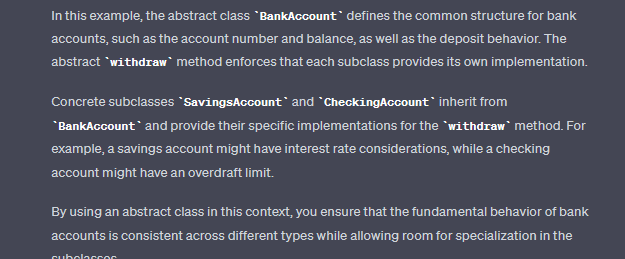 In this example, the abstract class `BankAccount` defines the common structure for bank
accounts, such as the account number and balance, as well as the deposit behavior. The
abstract `withdraw` method enforces that each subclass provides its own implementation.
Concrete subclasses `SavingsAccount` and `CheckingAccount` inherit from
`BankAccount` and provide their specific implementations for the `withdraw` method. For
example, a savings account might have interest rate considerations, while a checking
account might have an overdraft limit.
By using an abstract class in this context, you ensure that the fundamental behavior of bank
accounts is consistent across different types while allowing room for specialization in the
subclasses.